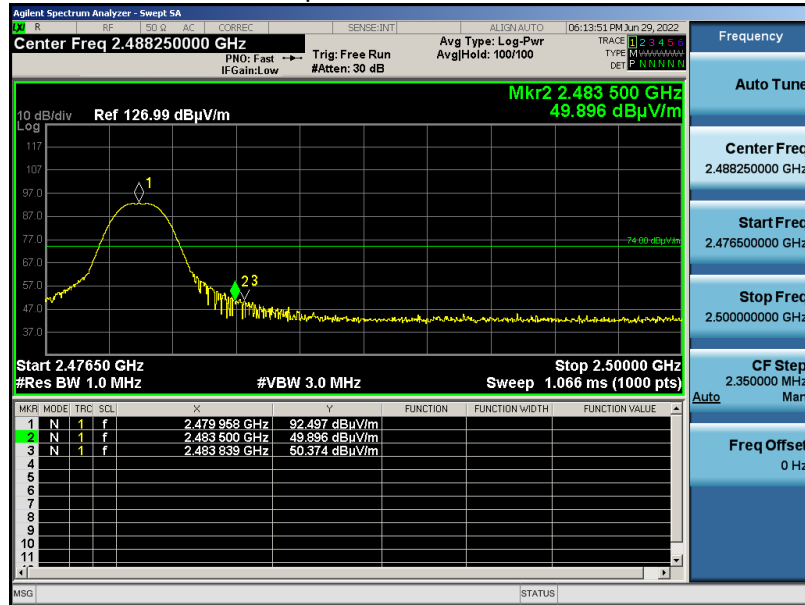 Agilent Spectrum Analyzer - Swept SA
LXI R RF 50 Ω AC CORREC SENSE:INT ALIGN AUTO 06:13:51 PM Jun 29, 2022
Center Freq 2.488250000 GHz
PNO: Fast
IFGain:Low
Trig: Free Run
#Atten: 30 dB
Avg Type: Log-Pwr
Avg|Hold: 100/100
TRACE 1 2 3 4 5 6
TYPE M
DET P N N N N N
Mkr2 2.483 500 GHz
49.896 dBµV/m
10 dB/div Ref 126.99 dBµV/m
Log
117
107
97.0
87.0
77.0
67.0
57.0
47.0
37.0
1
2 3
74.00 dBµV/m
Start 2.47650 GHz Stop 2.50000 GHz
#Res BW 1.0 MHz #VBW 3.0 MHz Sweep 1.066 ms (1000 pts)
MKR MODE TRC SCL X Y FUNCTION FUNCTION WIDTH FUNCTION VALUE
1 N 1 f 2.479 958 GHz 92.497 dBµV/m
2 N 1 f 2.483 500 GHz 49.896 dBµV/m
3 N 1 f 2.483 839 GHz 50.374 dBµV/m
4
5
6
7
8
9
10
11
MSG STATUS
Frequency
Auto Tune
Center Freq
2.488250000 GHz
Start Freq
2.476500000 GHz
Stop Freq
2.500000000 GHz
CF Step
2.350000 MHz
Auto Man
Freq Offset
0 Hz